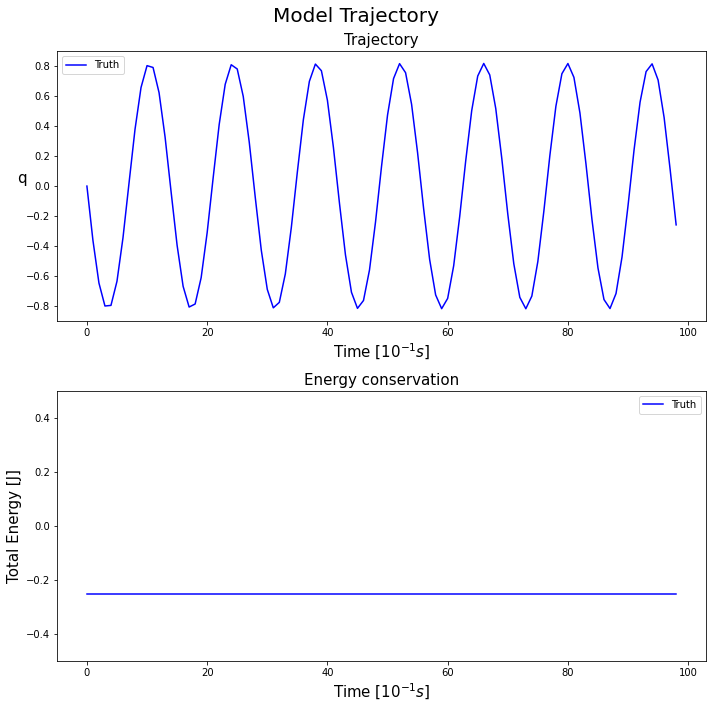 Model Trajectory
Trajectory
Truth
0.8
0.6
0.4
0.2
0.0
−0.2
−0.4
−0.6
−0.8
q
0 20 40 60 80 100
Time [10⁻¹s]
Energy conservation
Truth
0.4
0.2
0.0
−0.2
−0.4
Total Energy [J]
0 20 40 60 80 100
Time [10⁻¹s]